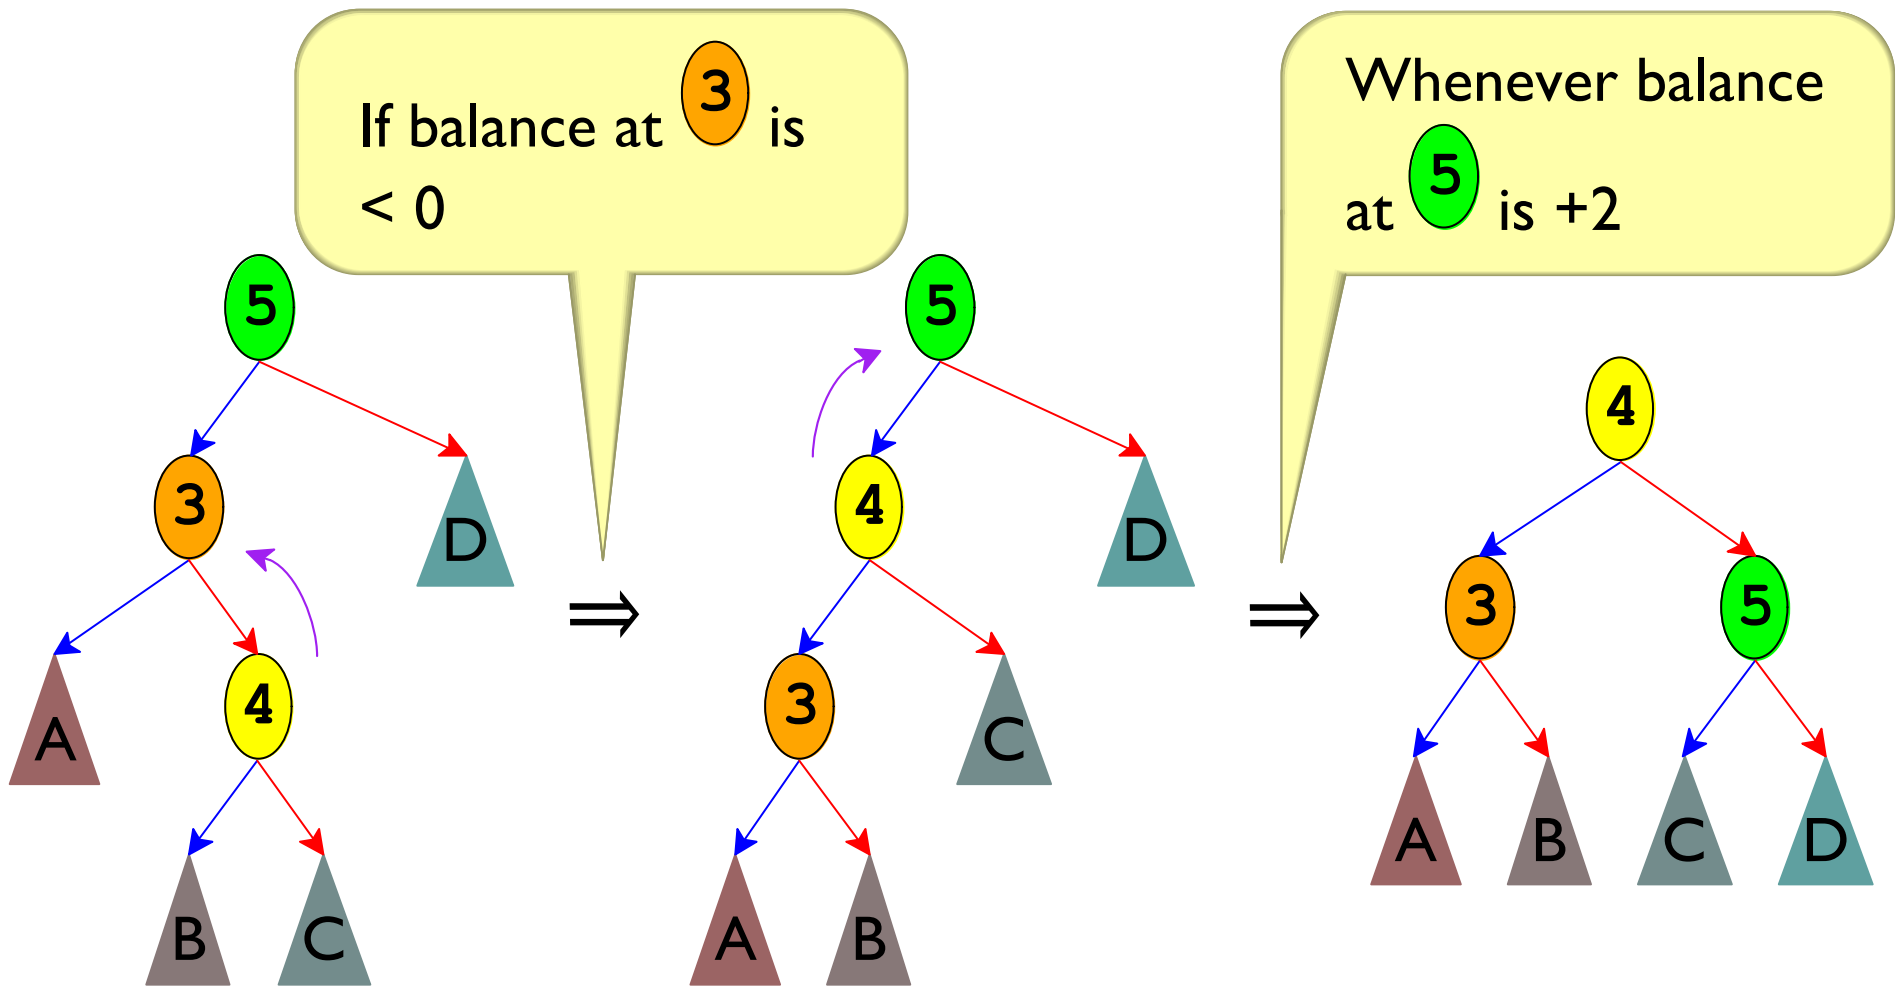 If balance at 3 is
< 0
Whenever balance
at 5 is +2
5
3
D
A
4
B
C
⇒
5
4
D
3
C
A
B
⇒
4
3
5
A
B
C
D